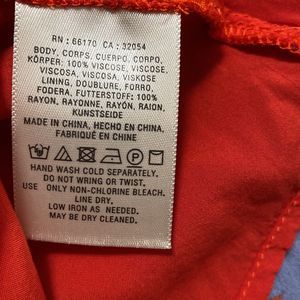 RN : 66170 CA : 32054
BODY, CORPS, CUERPO, CORPO,
KÖRPER: 100% VISCOSE, VISCOSE,
VISCOSA, VISCOSA, VISKOSE
LINING, DOUBLURE, FORRO,
FODERA, FUTTERSTOFF: 100%
RAYON, RAYONNE, RAYÓN, RAION,
KUNSTSEIDE
MADE IN CHINA, HECHO EN CHINA,
FABRIQUÉ EN CHINE
HAND WASH COLD SEPARATELY.
DO NOT WRING OR TWIST.
USE ONLY NON-CHLORINE BLEACH.
LINE DRY.
LOW IRON AS NEEDED.
MAY BE DRY CLEANED.